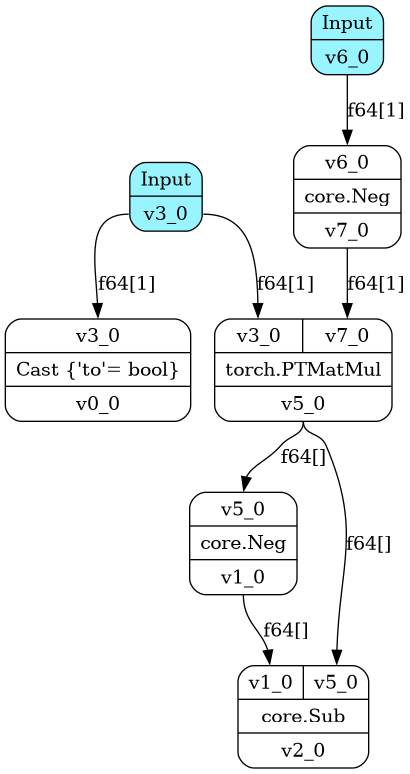 Input
v6_0
f64[1]
v6_0
core.Neg
v7_0
Input
v3_0
f64[1]
f64[1]
f64[1]
v3_0
Cast {'to'= bool}
v0_0
v3_0
v7_0
torch.PTMatMul
v5_0
f64[]
v5_0
core.Neg
v1_0
f64[]
f64[]
v1_0
v5_0
core.Sub
v2_0